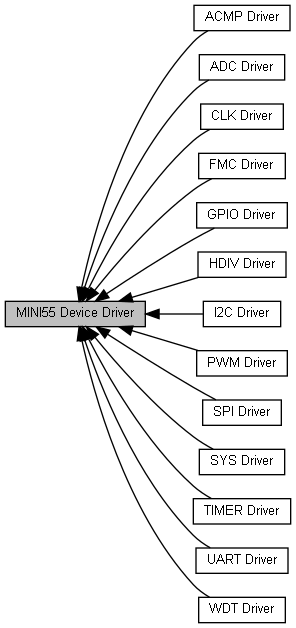 ACMP Driver
ADC Driver
CLK Driver
FMC Driver
GPIO Driver
HDIV Driver
MINI55 Device Driver
I2C Driver
PWM Driver
SPI Driver
SYS Driver
TIMER Driver
UART Driver
WDT Driver